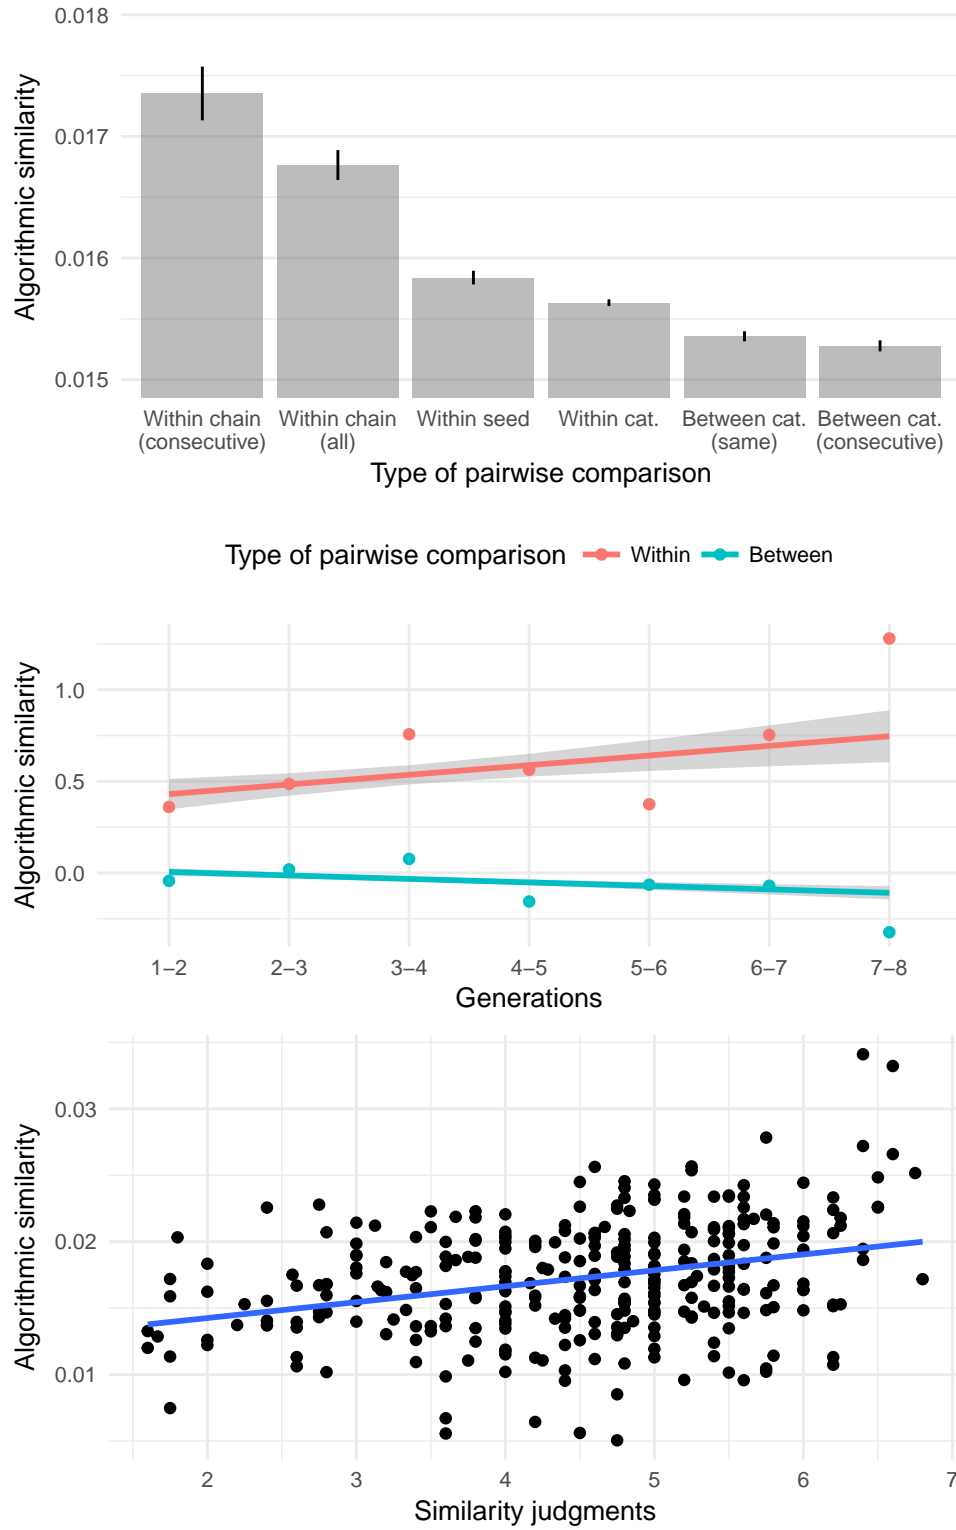 0.018
0.017
0.016
0.015
Algorithmic similarity
Within chain (consecutive)
Within chain (all)
Within seed
Within cat.
Between cat. (same)
Between cat. (consecutive)
Type of pairwise comparison
Type of pairwise comparison Within Between
1.0
0.5
0.0
Algorithmic similarity
1−2 2−3 3−4 4−5 5−6 6−7 7−8
Generations
0.03
0.02
0.01
Algorithmic similarity
2 3 4 5 6 7
Similarity judgments